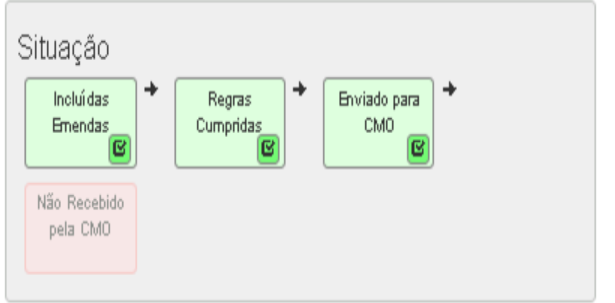 Situação
Incluídas
Emendas
Regras
Cumpridas
Enviado para
CMO
Não Recebido
pela CMO